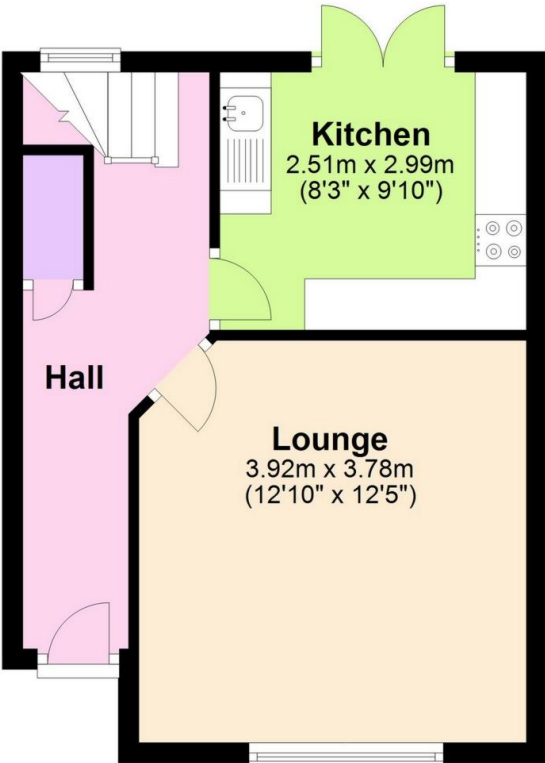 Kitchen
2.51m x 2.99m
(8'3" x 9'10")
Hall
Lounge
3.92m x 3.78m
(12'10" x 12'5")